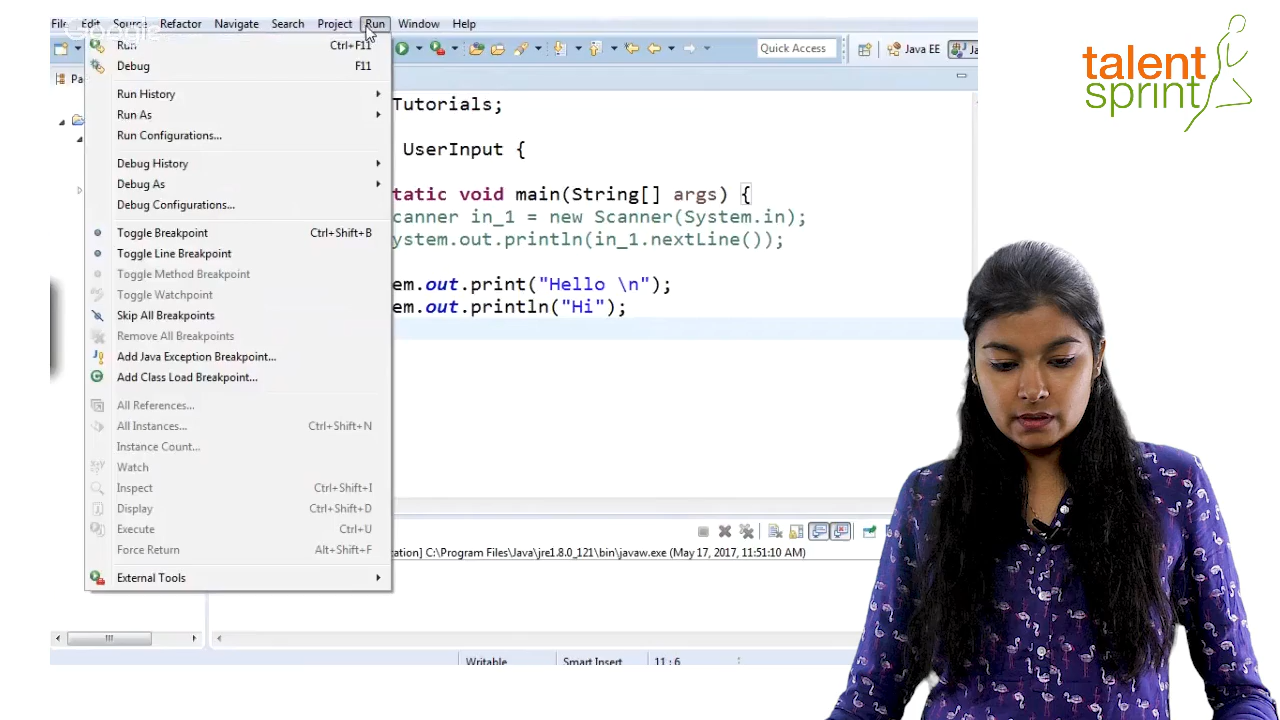 File Edit Source Refactor Navigate Search Project Run Window Help
Google
talent
sprint
Run Ctrl+F11
Debug F11
Quick Access
Java EE
Run History
Run As
Run Configurations...
Debug History
Debug As
Debug Configurations...
Toggle Breakpoint Ctrl+Shift+B
Toggle Line Breakpoint
Toggle Method Breakpoint
Toggle Watchpoint
Skip All Breakpoints
Remove All Breakpoints
Add Java Exception Breakpoint...
Add Class Load Breakpoint...
All References...
All Instances... Ctrl+Shift+N
Instance Count...
Watch
Inspect Ctrl+Shift+I
Display Ctrl+Shift+D
Execute Ctrl+U
Force Return Alt+Shift+F
External Tools
Tutorials;
UserInput {
tatic void main(String[] args) {
canner in_1 = new Scanner(System.in);
ystem.out.println(in_1.nextLine());
em.out.print("Hello \n");
em.out.println("Hi");
ation] C:\Program Files\Java\jre1.8.0_121\bin\javaw.exe (May 17, 2017, 11:51:10 AM)
Writable Smart Insert 11 : 6